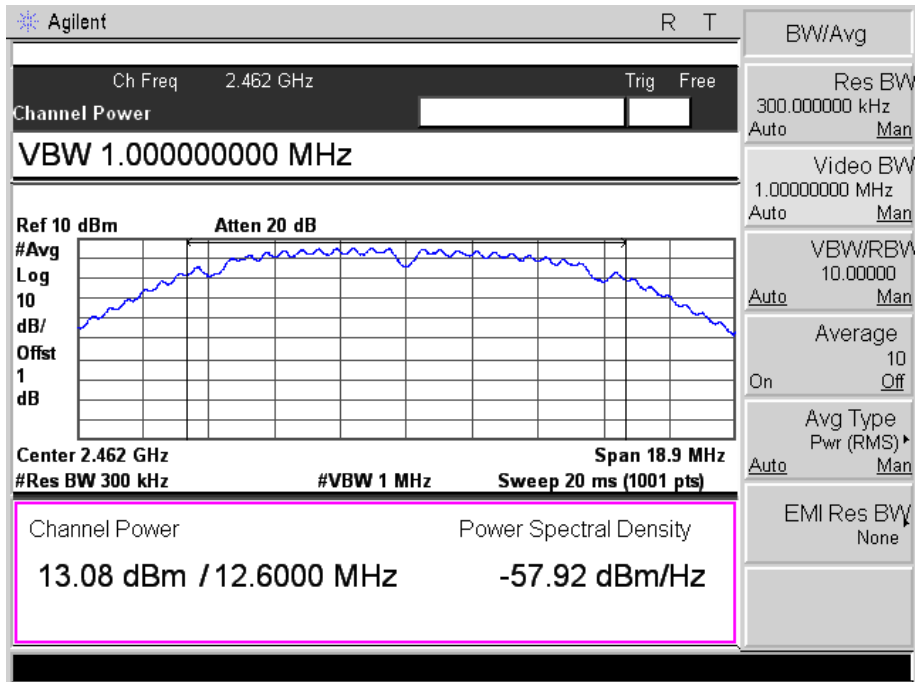 Agilent R T
Ch Freq 2.462 GHz Trig Free
Channel Power
VBW 1.000000000 MHz
Ref 10 dBm Atten 20 dB
#Avg
Log
10
dB/
Offst
1
dB
Center 2.462 GHz Span 18.9 MHz
#Res BW 300 kHz #VBW 1 MHz Sweep 20 ms (1001 pts)
Channel Power Power Spectral Density
13.08 dBm / 12.6000 MHz -57.92 dBm/Hz
BW/Avg
Res BW
300.000000 kHz
Auto Man
Video BW
1.00000000 MHz
Auto Man
VBW/RBW
10.00000
Auto Man
Average
10
On Off
Avg Type
Pwr (RMS)
Auto Man
EMI Res BW
None